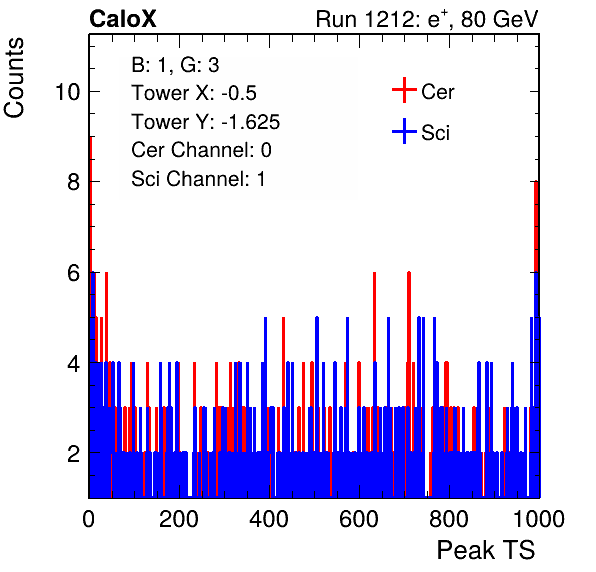 CaloX Run 1212: e⁺, 80 GeV
Counts
B: 1, G: 3
Tower X: -0.5
Tower Y: -1.625
Cer Channel: 0
Sci Channel: 1
Cer
Sci
10
8
6
4
2
0 200 400 600 800 1000
Peak TS